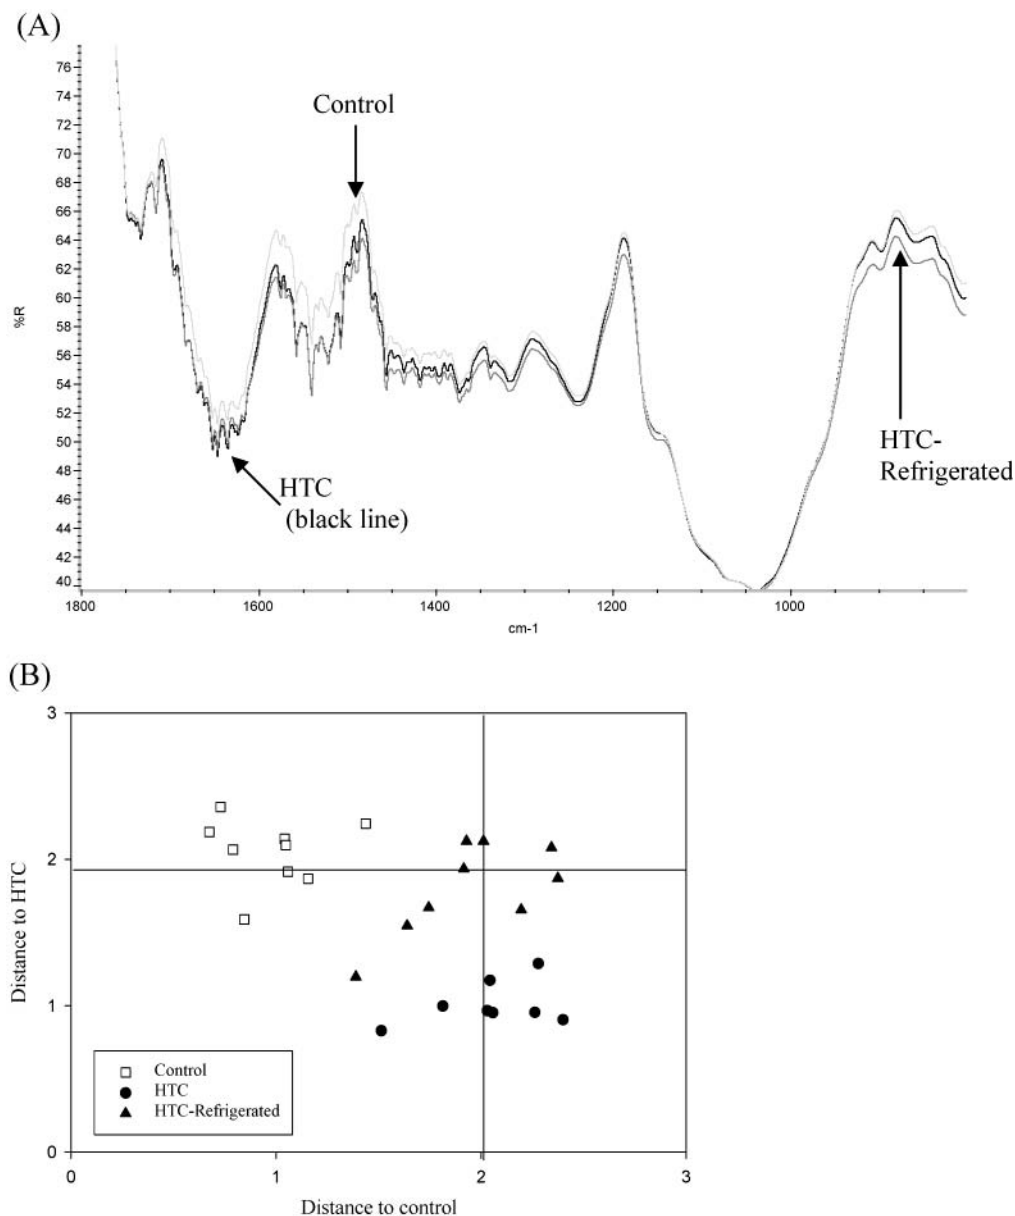 (A)
76
74
72
70
68
66
64
62
60
58
56
54
52
50
48
46
44
42
40
%R
Control
HTC
(black line)
HTC-
Refrigerated
1800
1600
1400
1200
1000
cm-1
(B)
3
2
1
0
Distance to HTC
Control
HTC
HTC-Refrigerated
0
1
2
3
Distance to control